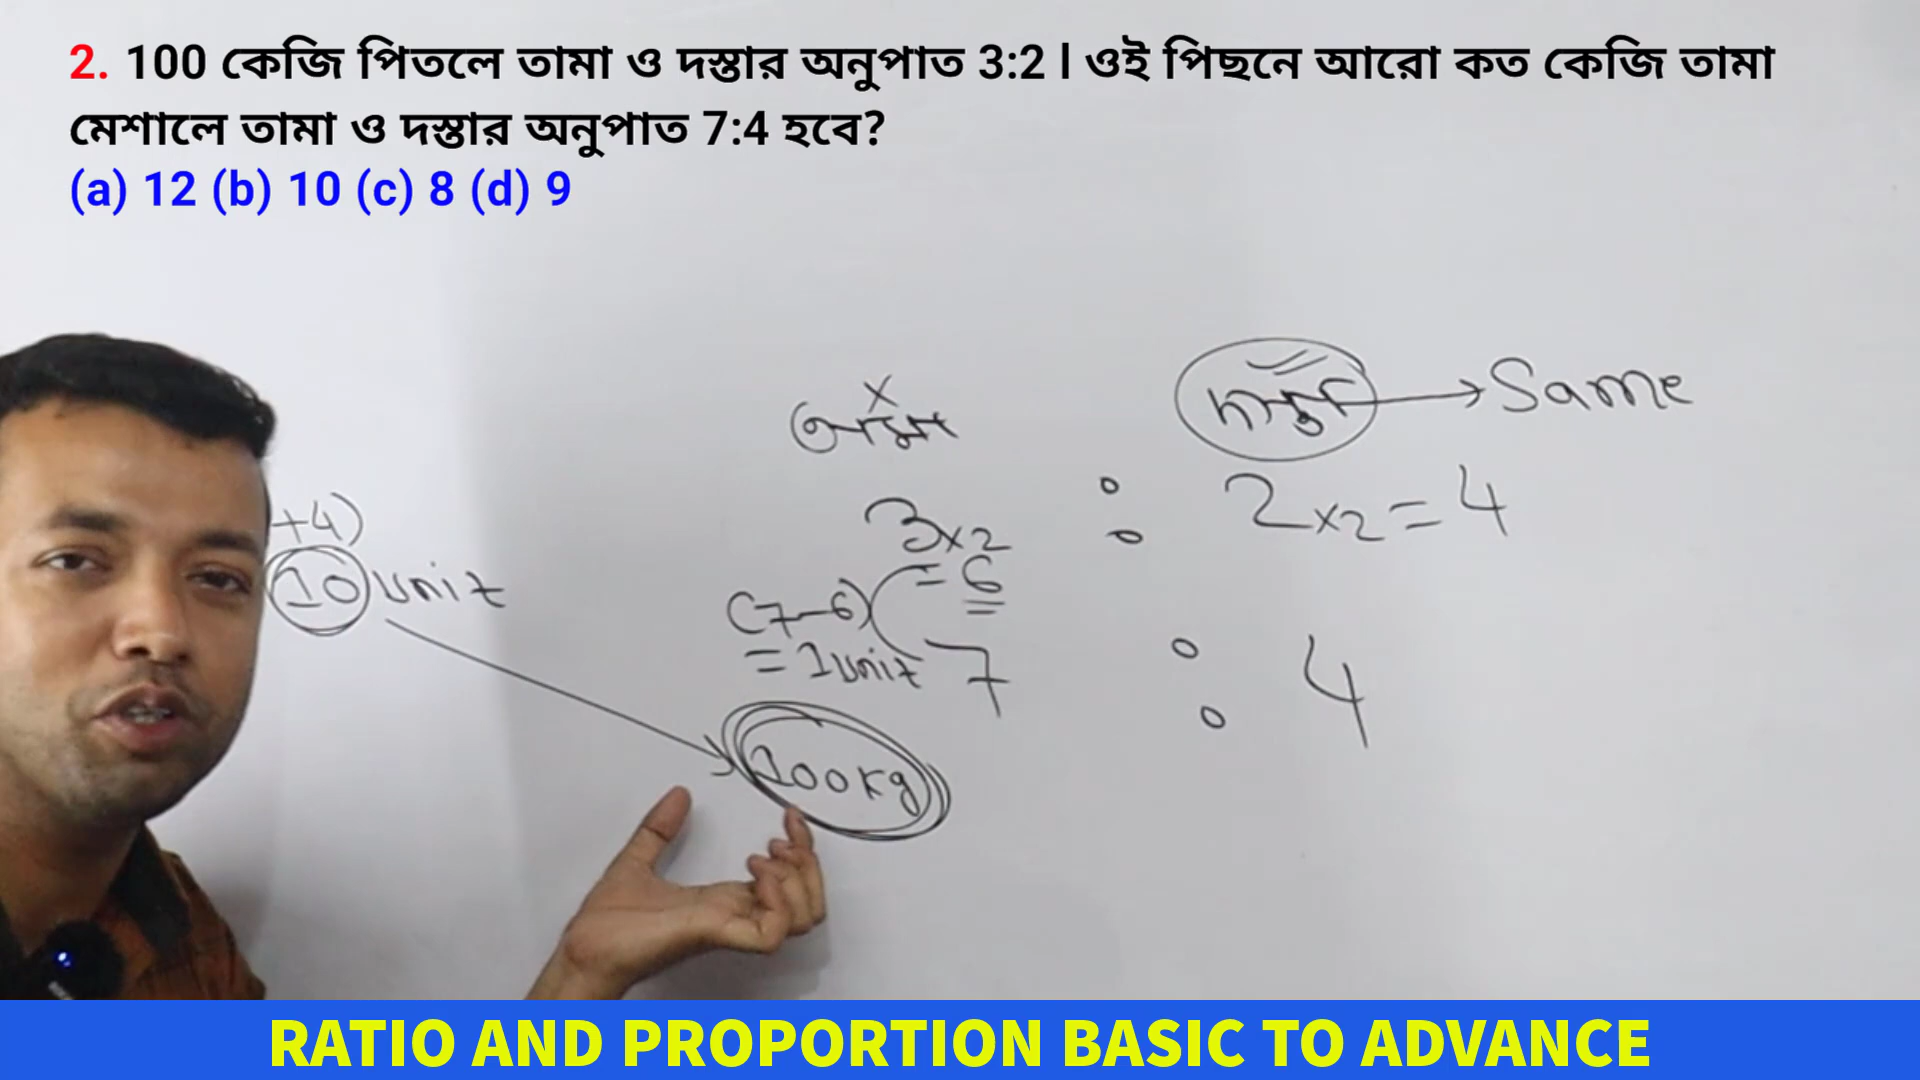 2. 100 কেজি পিতলে তামা ও দস্তার অনুপাত 3:2 l ওই পিছনে আরো কত কেজি তামা
মেশালে তামা ও দস্তার অনুপাত 7:4 হবে?
(a) 12 (b) 10 (c) 8 (d) 9
x
তামা দস্তা → Same
3x2 : 2x2=4
=6
+4)
10 unit
(7-6)
=1unit 7 : 4
100Kg
RATIO AND PROPORTION BASIC TO ADVANCE